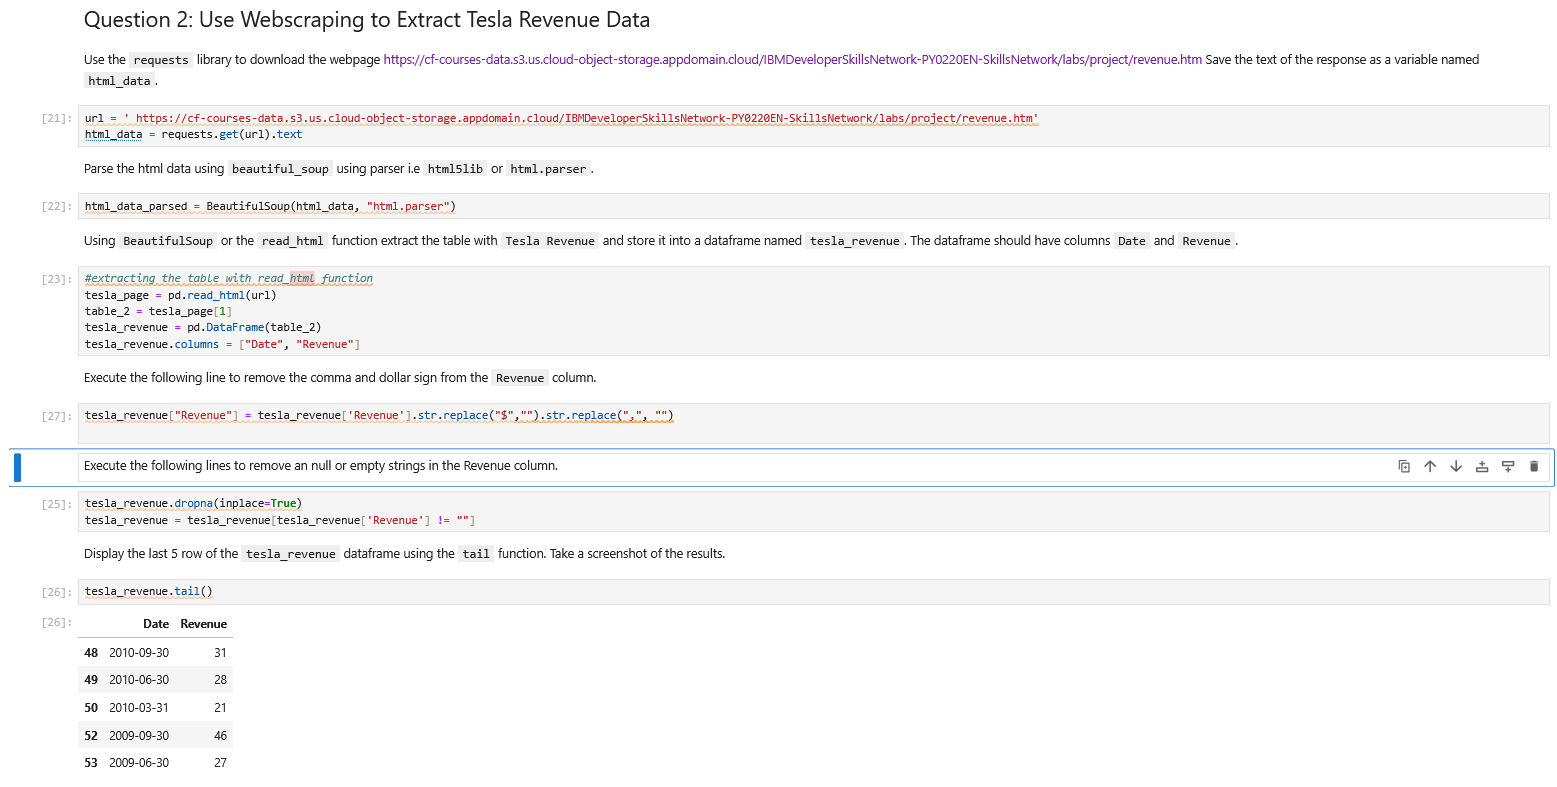 Question 2: Use Webscraping to Extract Tesla Revenue Data
Use the requests library to download the webpage https://cf-courses-data.s3.us.cloud-object-storage.appdomain.cloud/IBMDeveloperSkillsNetwork-PY0220EN-SkillsNetwork/labs/project/revenue.htm Save the text of the response as a variable named
html_data .
[21]: url = ' https://cf-courses-data.s3.us.cloud-object-storage.appdomain.cloud/IBMDeveloperSkillsNetwork-PY0220EN-SkillsNetwork/labs/project/revenue.htm'
html_data = requests.get(url).text
Parse the html data using beautiful_soup using parser i.e html5lib or html.parser .
[22]: html_data_parsed = BeautifulSoup(html_data, "html.parser")
Using BeautifulSoup or the read_html function extract the table with Tesla Revenue and store it into a dataframe named tesla_revenue . The dataframe should have columns Date and Revenue .
[23]: #extracting the table with read_html function
tesla_page = pd.read_html(url)
table_2 = tesla_page[1]
tesla_revenue = pd.DataFrame(table_2)
tesla_revenue.columns = ["Date", "Revenue"]
Execute the following line to remove the comma and dollar sign from the Revenue column.
[27]: tesla_revenue["Revenue"] = tesla_revenue['Revenue'].str.replace("$","").str.replace(",", "")
Execute the following lines to remove an null or empty strings in the Revenue column.
[25]: tesla_revenue.dropna(inplace=True)
tesla_revenue = tesla_revenue[tesla_revenue['Revenue'] != ""]
Display the last 5 row of the tesla_revenue dataframe using the tail function. Take a screenshot of the results.
[26]: tesla_revenue.tail()
[26]: Date Revenue
48 2010-09-30 31
49 2010-06-30 28
50 2010-03-31 21
52 2009-09-30 46
53 2009-06-30 27